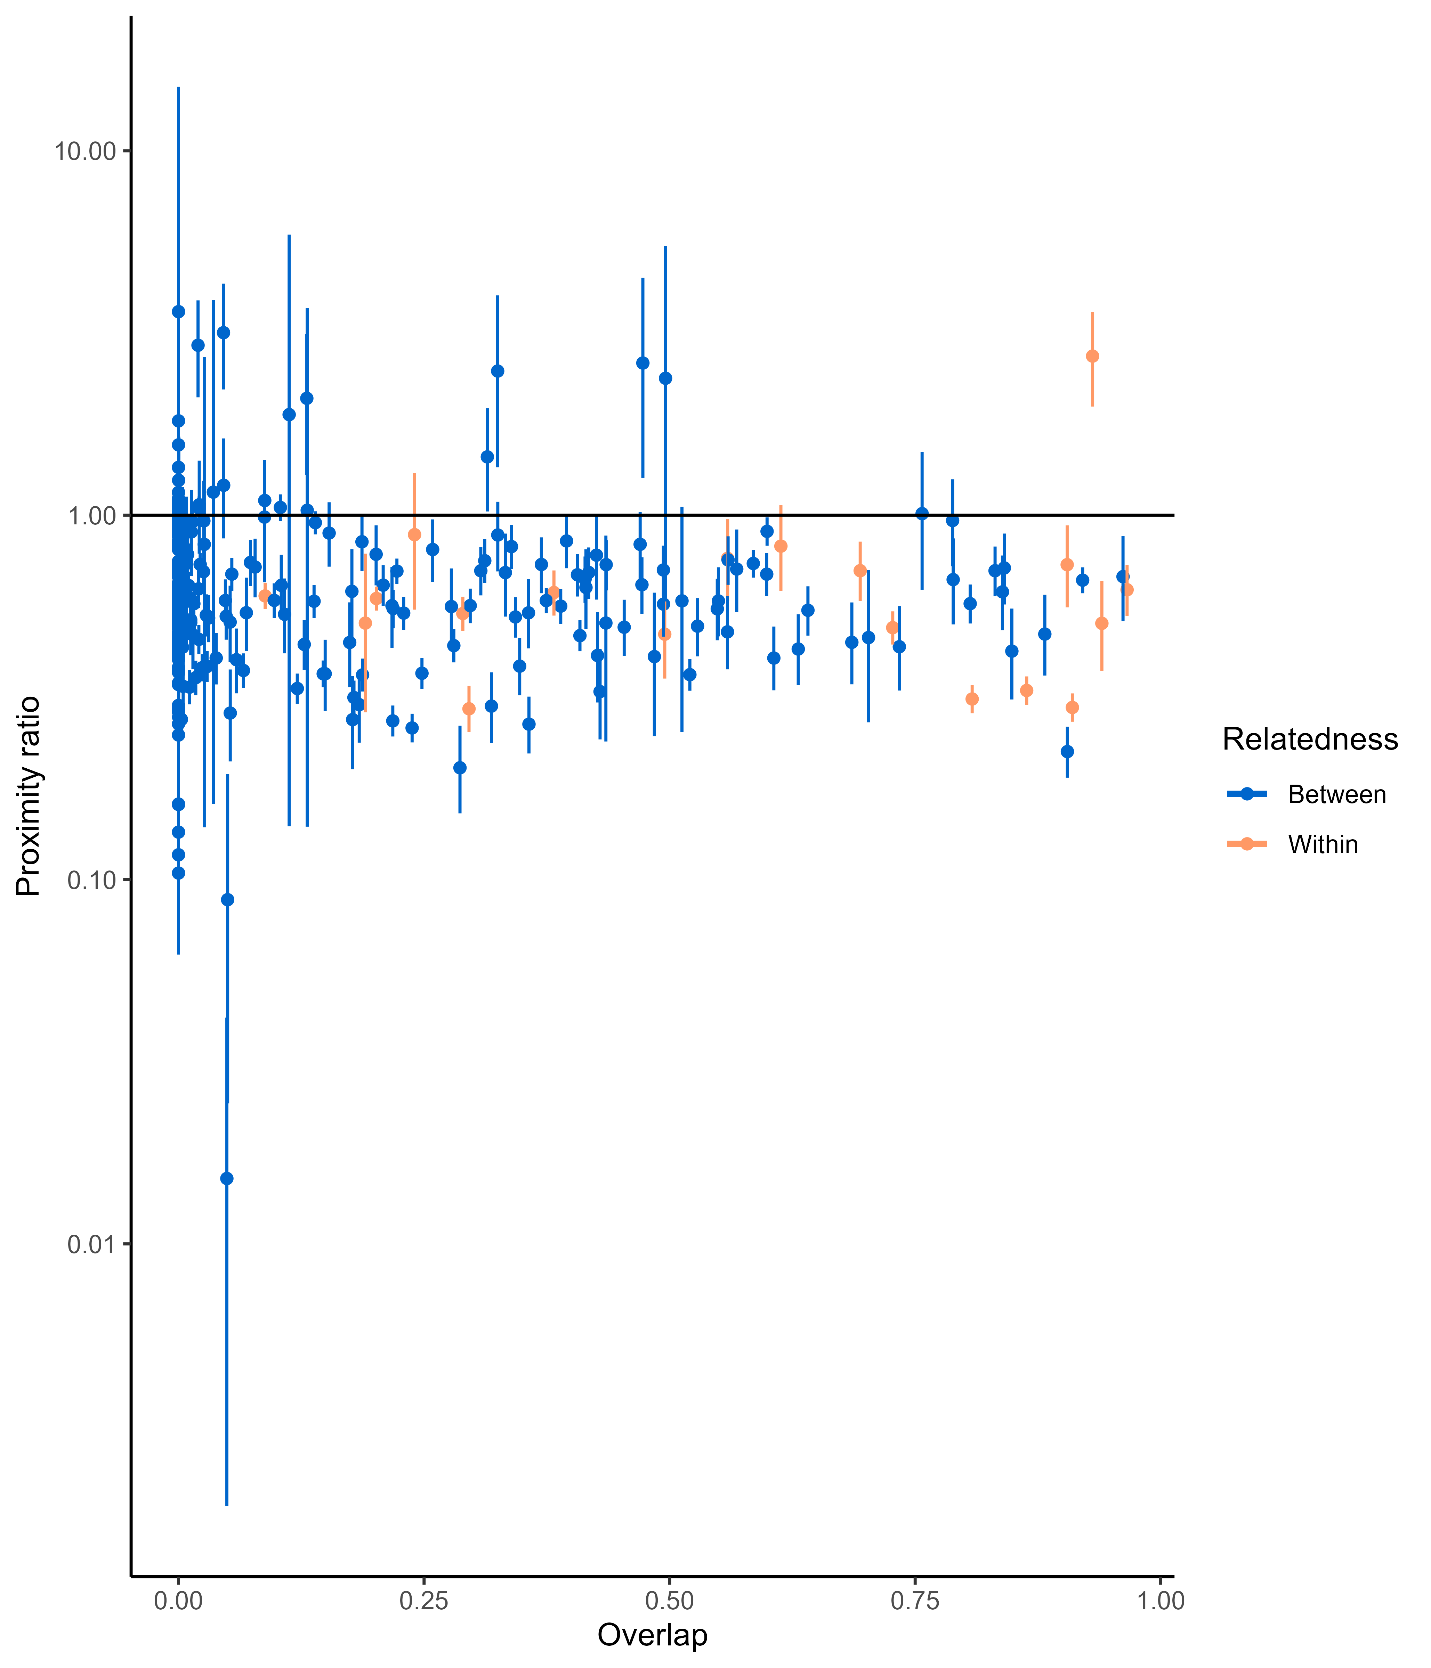 10.00
1.00
0.10
0.01
Proximity ratio
0.00 0.25 0.50 0.75 1.00
Overlap
Relatedness
Between
Within